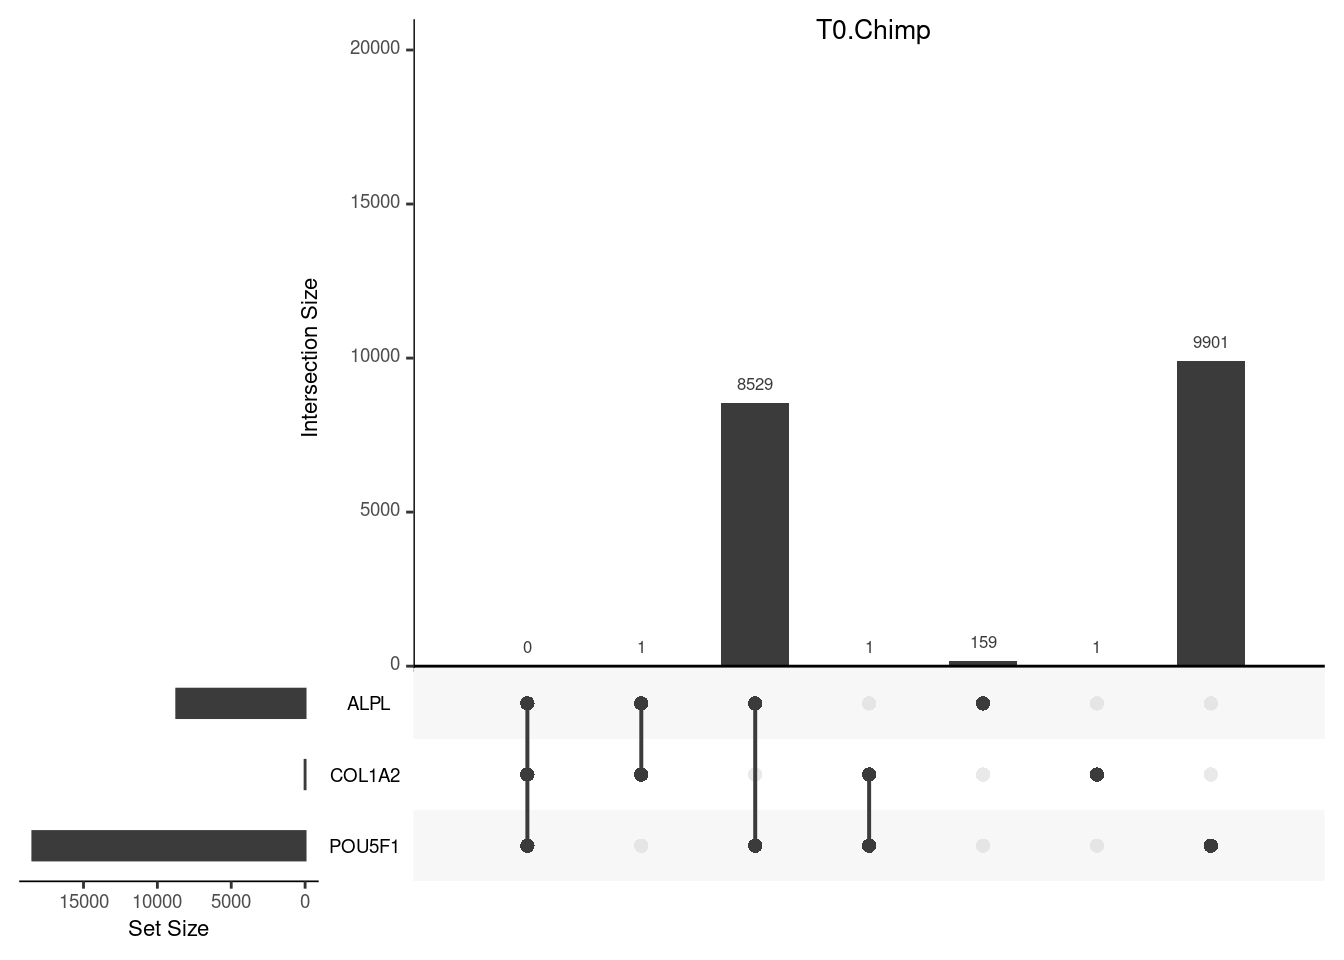 T0.Chimp
20000
15000
10000
5000
0
Intersection Size
9901
8529
0
1
1
159
1
ALPL
COL1A2
POU5F1
15000 10000 5000 0
Set Size